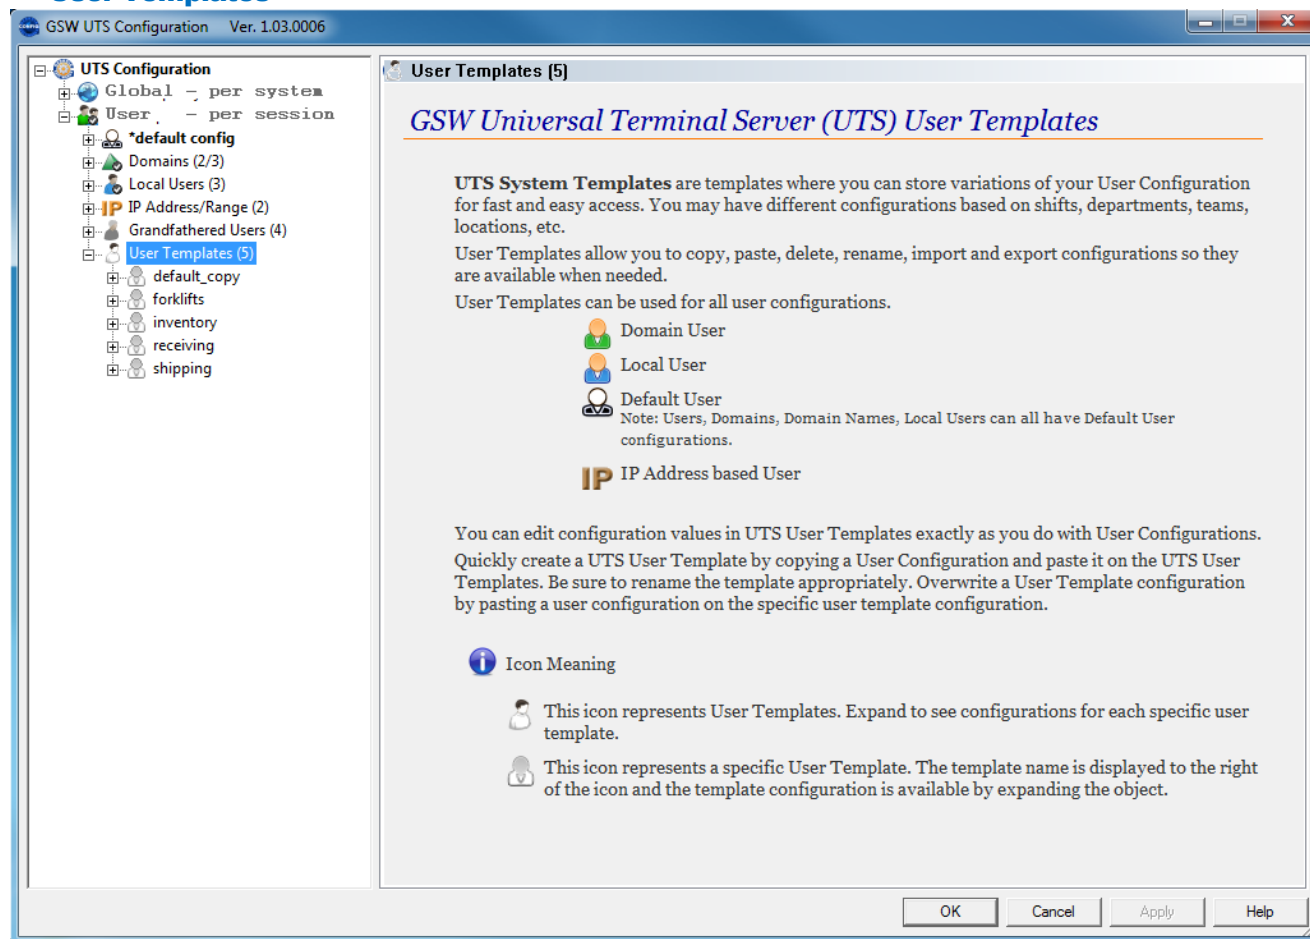 User Templates
GSW UTS Configuration Ver. 1.03.0006
UTS Configuration
Global - per system
User - per session
*default config
Domains (2/3)
Local Users (3)
IP IP Address/Range (2)
Grandfathered Users (4)
User Templates (5)
default_copy
forklifts
inventory
receiving
shipping
User Templates (5)
GSW Universal Terminal Server (UTS) User Templates
UTS System Templates are templates where you can store variations of your User Configuration
for fast and easy access. You may have different configurations based on shifts, departments, teams,
locations, etc.
User Templates allow you to copy, paste, delete, rename, import and export configurations so they
are available when needed.
User Templates can be used for all user configurations.
Domain User
Local User
Default User
Note: Users, Domains, Domain Names, Local Users can all have Default User
configurations.
IP IP Address based User
You can edit configuration values in UTS User Templates exactly as you do with User Configurations.
Quickly create a UTS User Template by copying a User Configuration and paste it on the UTS User
Templates. Be sure to rename the template appropriately. Overwrite a User Template configuration
by pasting a user configuration on the specific user template configuration.
Icon Meaning
This icon represents User Templates. Expand to see configurations for each specific user
template.
This icon represents a specific User Template. The template name is displayed to the right
of the icon and the template configuration is available by expanding the object.
OK Cancel Apply Help